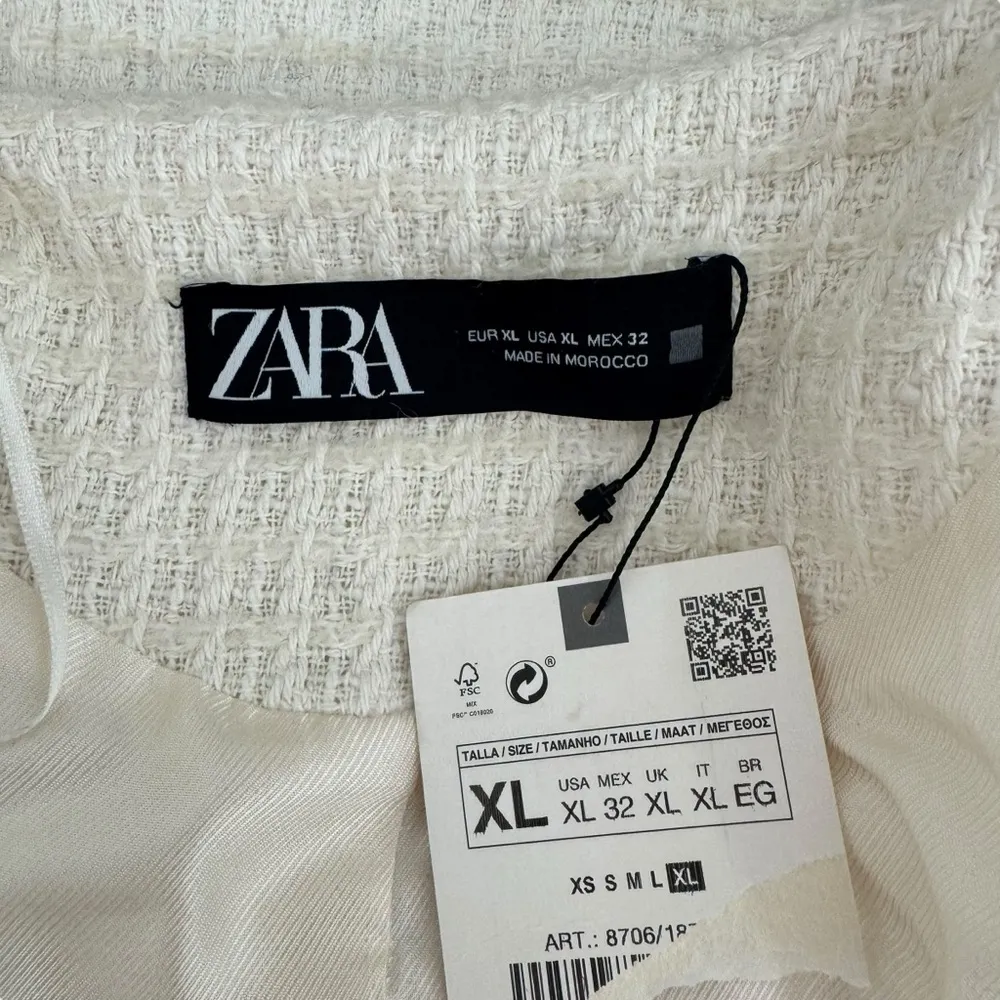 ZARA
EUR XL USA XL MEX 32
MADE IN MOROCCO
FSC
MIX
®
TALLA / SIZE / TAMANHO / TAILLE / MAAT / ΜΕΓΕΘΟΣ
XL
USA MEX UK IT BR
XL 32 XL XL EG
XS S M L XL
ART.: 8706/18